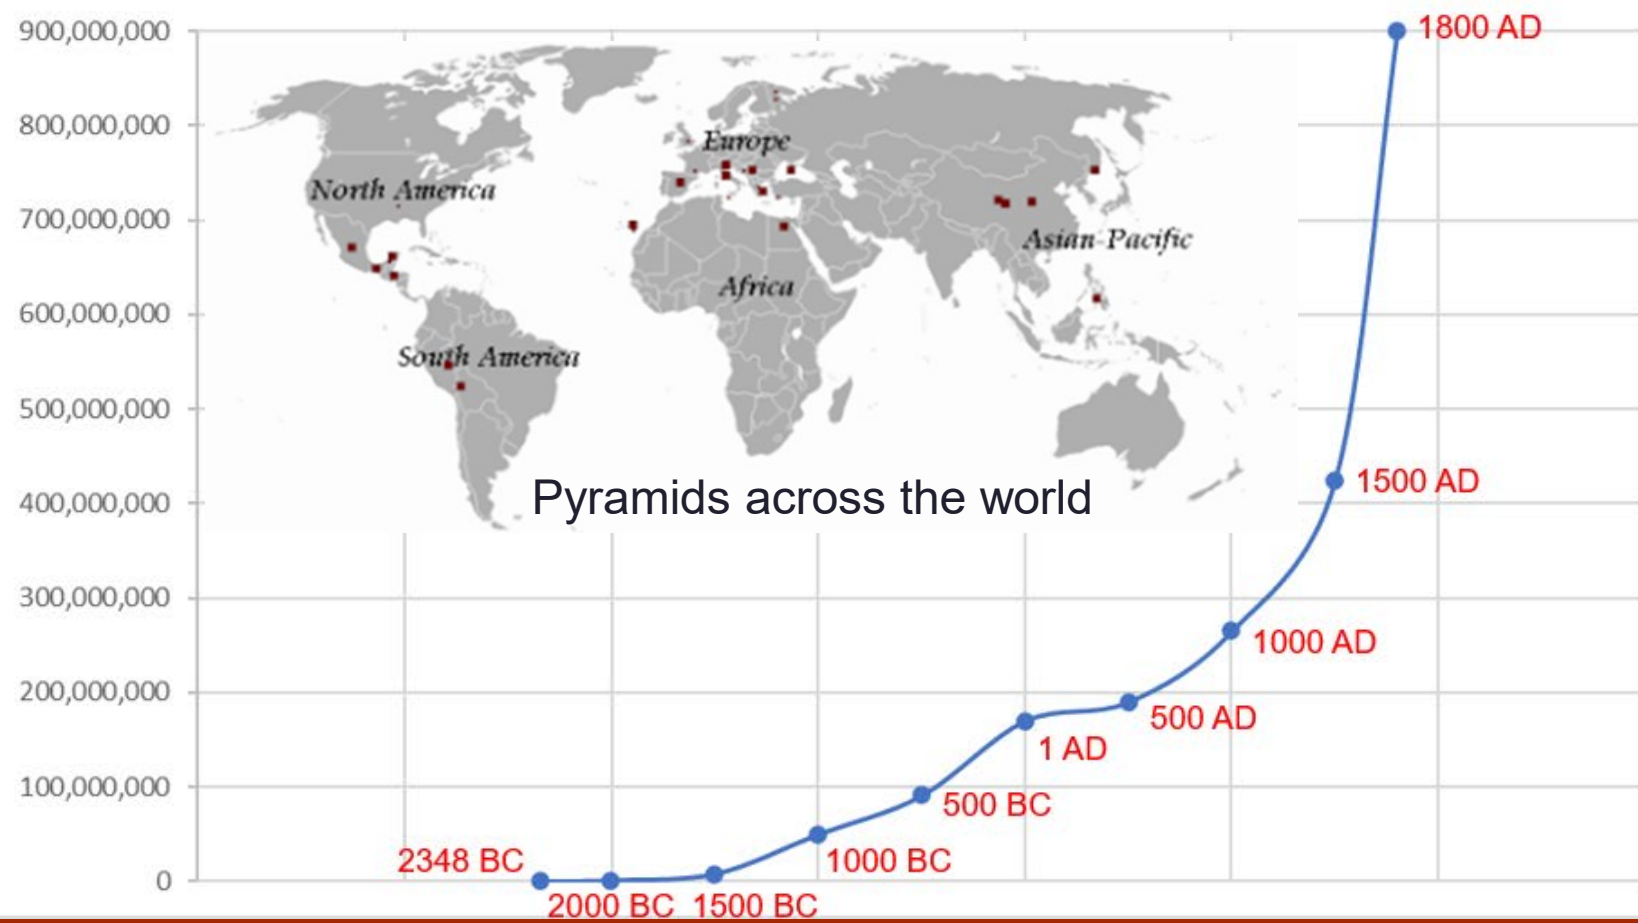 900,000,000
1800 AD
800,000,000
Europe
North America
700,000,000
Asian-Pacific
Africa
600,000,000
South America
500,000,000
Pyramids across the world
1500 AD
400,000,000
300,000,000
1000 AD
200,000,000
500 AD
1 AD
100,000,000
500 BC
2348 BC
1000 BC
0
2000 BC
1500 BC